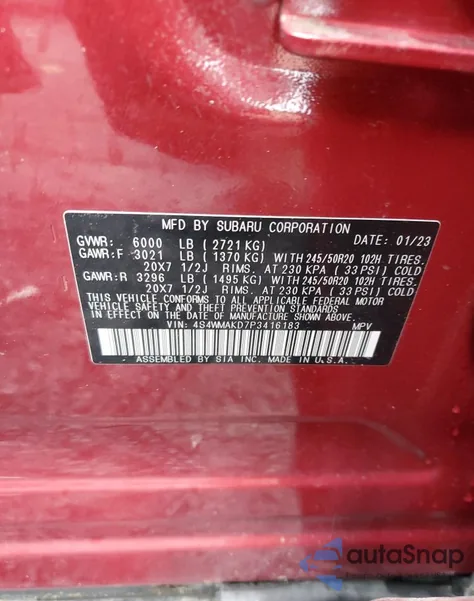 MFD BY SUBARU CORPORATION
GVWR: 6000 LB (2721 KG) DATE: 01/23
GAWR:F 3021 LB (1370 KG) WITH 245/50R20 102H TIRES.
20X7 1/2J RIMS. AT 230 KPA (33 PSI) COLD
GAWR:R 3296 LB (1495 KG) WITH 245/50R20 102H TIRES.
20X7 1/2J RIMS. AT 230 KPA (33 PSI) COLD
THIS VEHICLE CONFORMS TO ALL APPLICABLE FEDERAL MOTOR
VEHICLE SAFETY AND THEFT PREVENTION STANDARDS
IN EFFECT ON THE DATE OF MANUFACTURE SHOWN ABOVE.
VIN: 4S4WMAKD7P3416183 MPV
ASSEMBLED BY SIA INC. MADE IN U.S.A.
autoSnap